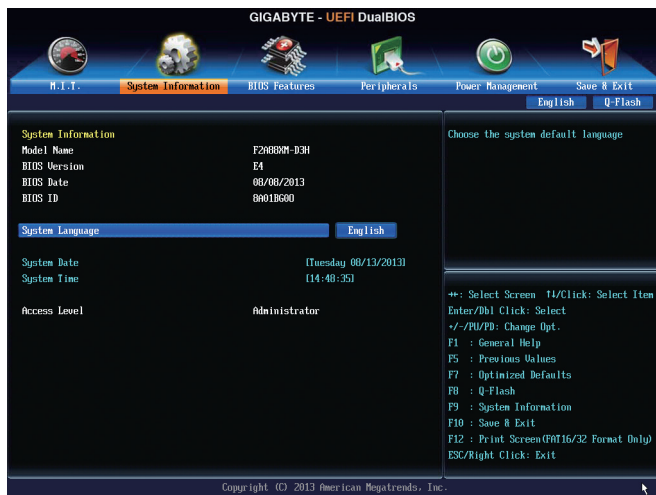 GIGABYTE - UEFI DualBIOS
M.I.T.
System Information
BIOS Features
Peripherals
Power Management
Save & Exit
English
Q-Flash
System Information
Model Name F2A88XM-D3H
BIOS Version E4
BIOS Date 08/08/2013
BIOS ID 8A01BG00
System Language English
System Date [Tuesday 08/13/2013]
System Time [14:48:35]
Access Level Administrator
Choose the system default language
→←: Select Screen ↑↓/Click: Select Item
Enter/Dbl Click: Select
+/-/PU/PD: Change Opt.
F1 : General Help
F5 : Previous Values
F7 : Optimized Defaults
F8 : Q-Flash
F9 : System Information
F10 : Save & Exit
F12 : Print Screen(FAT16/32 Format Only)
ESC/Right Click: Exit
Copyright (C) 2013 American Megatrends, Inc.